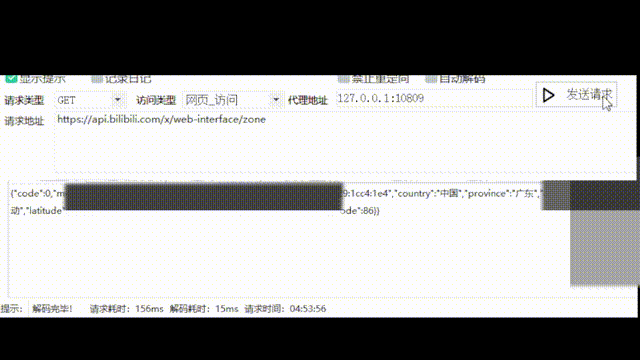 显示提示 记录日记 禁止重定向 自动解码
请求类型 GET 访问类型 网页_访问 代理地址 127.0.0.1:10809 发送请求
请求地址 https://api.bilibili.com/x/web-interface/zone
{"code":0,"m 9:1cc4:1e4","country":"中国","province":"广东","
动","latitude" ode":86}}
提示: 解码完毕! 请求耗时: 156ms 解码耗时: 15ms 请求时间: 04:53:56